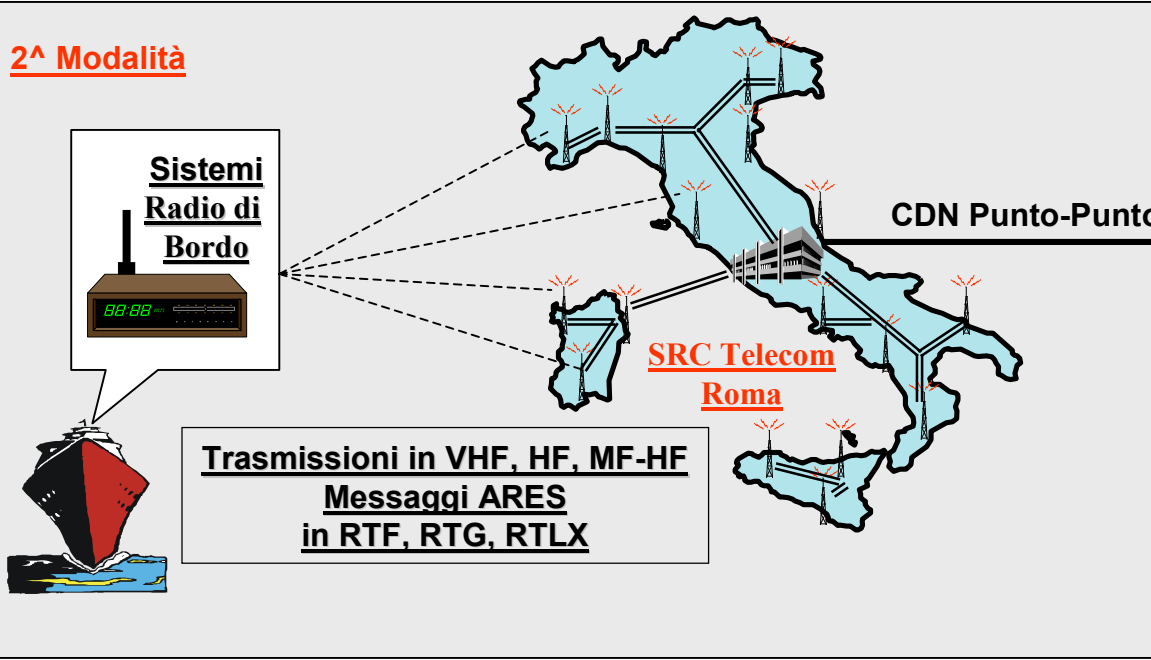 2^ Modalità
Sistemi
Radio di
Bordo
88:88
CDN Punto-Punto
SRC Telecom
Roma
Trasmissioni in VHF, HF, MF-HF
Messaggi ARES
in RTF, RTG, RTLX